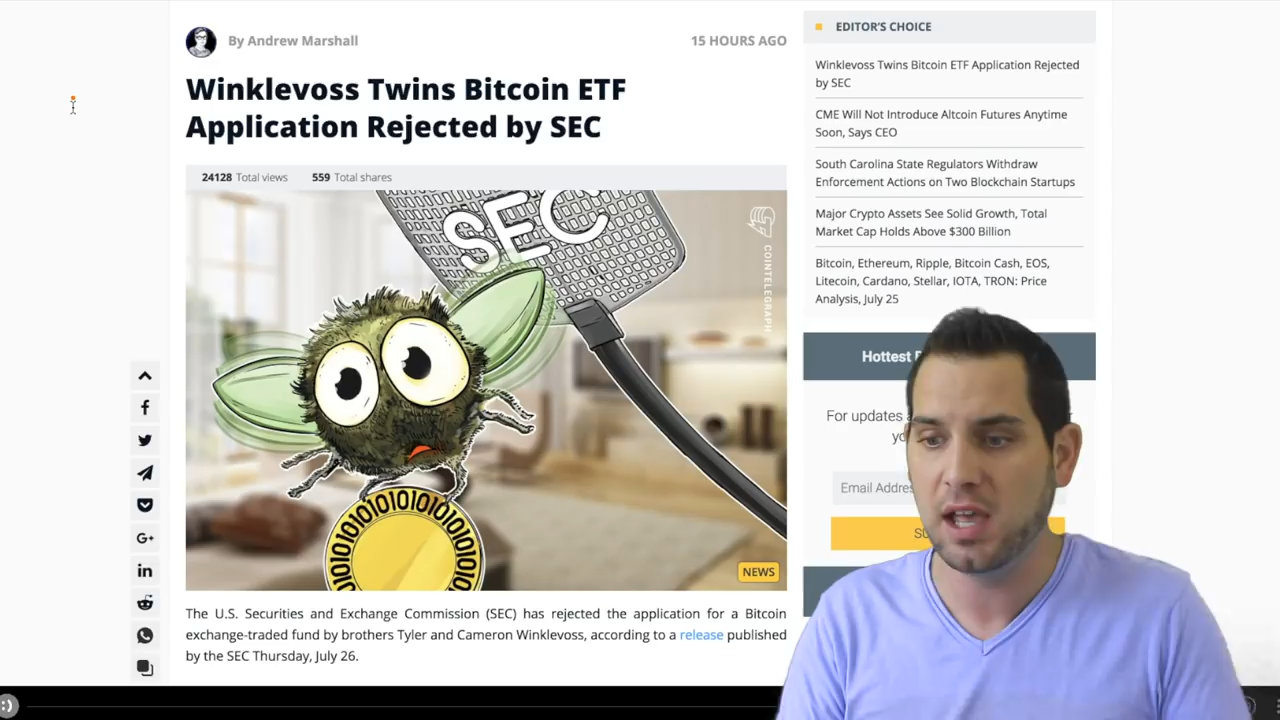 By Andrew Marshall
15 HOURS AGO
Winklevoss Twins Bitcoin ETF
Application Rejected by SEC
24128 Total views 559 Total shares
SEC
COINTELEGRAPH
NEWS
The U.S. Securities and Exchange Commission (SEC) has rejected the application for a Bitcoin
exchange-traded fund by brothers Tyler and Cameron Winklevoss, according to a release published
by the SEC Thursday, July 26.
EDITOR'S CHOICE
Winklevoss Twins Bitcoin ETF Application Rejected
by SEC
CME Will Not Introduce Altcoin Futures Anytime
Soon, Says CEO
South Carolina State Regulators Withdraw
Enforcement Actions on Two Blockchain Startups
Major Crypto Assets See Solid Growth, Total
Market Cap Holds Above $300 Billion
Bitcoin, Ethereum, Ripple, Bitcoin Cash, EOS,
Litecoin, Cardano, Stellar, IOTA, TRON: Price
Analysis, July 25
Hottest
For updates
Email